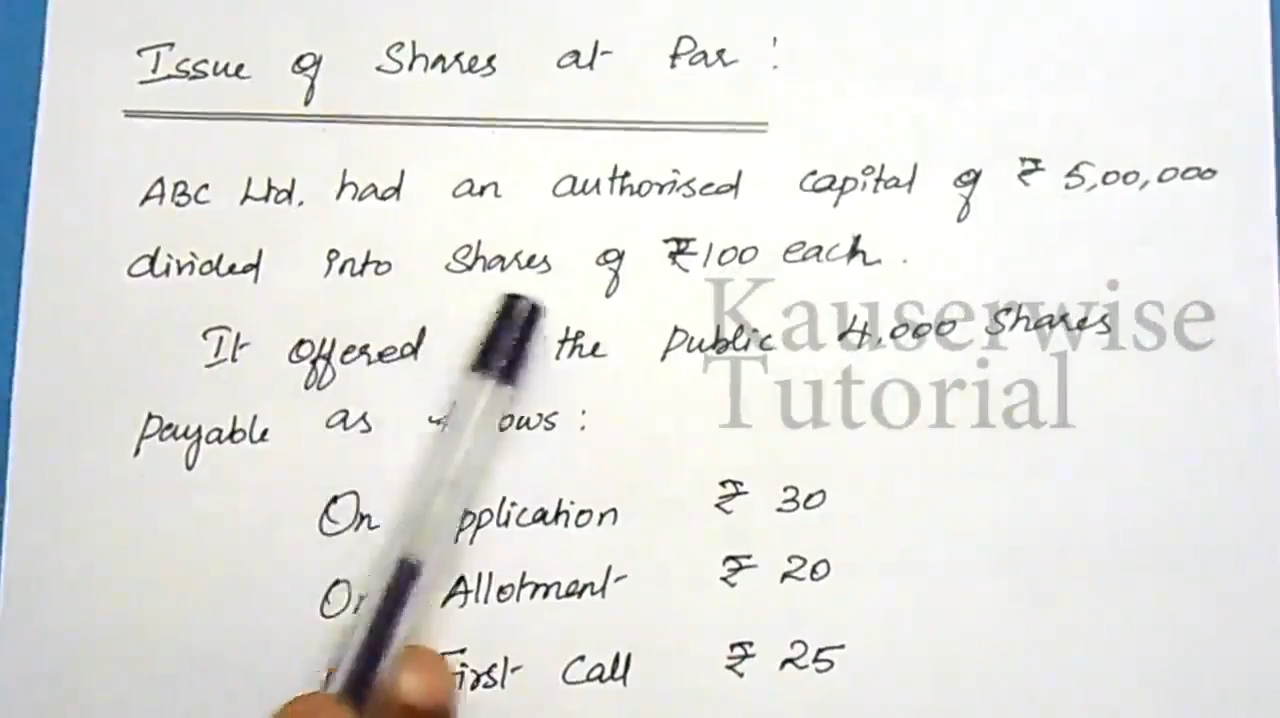 Issue of Shares at Par :
ABC Ltd. had an authorised capital of ₹ 5,00,000
divided into Shares of ₹100 each.
It offered the public 4,000 Shares
payable as ows :
On pplication ₹ 30
O Allotment ₹ 20
First Call ₹ 25
Kauserwise
Tutorial